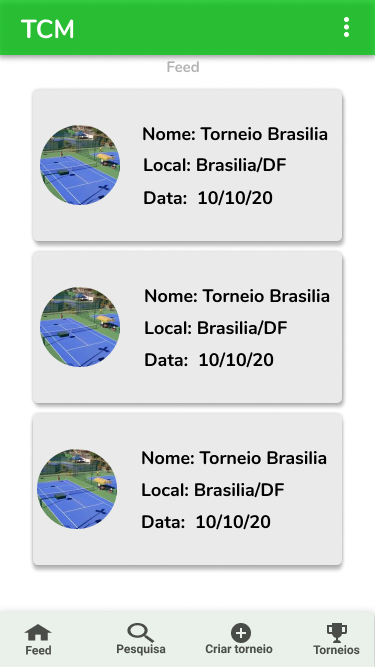 TCM
Feed
Nome: Torneio Brasilia
Local: Brasilia/DF
Data: 10/10/20
Nome: Torneio Brasilia
Local: Brasilia/DF
Data: 10/10/20
Nome: Torneio Brasilia
Local: Brasilia/DF
Data: 10/10/20
Feed
Pesquisa
Criar torneio
Torneios